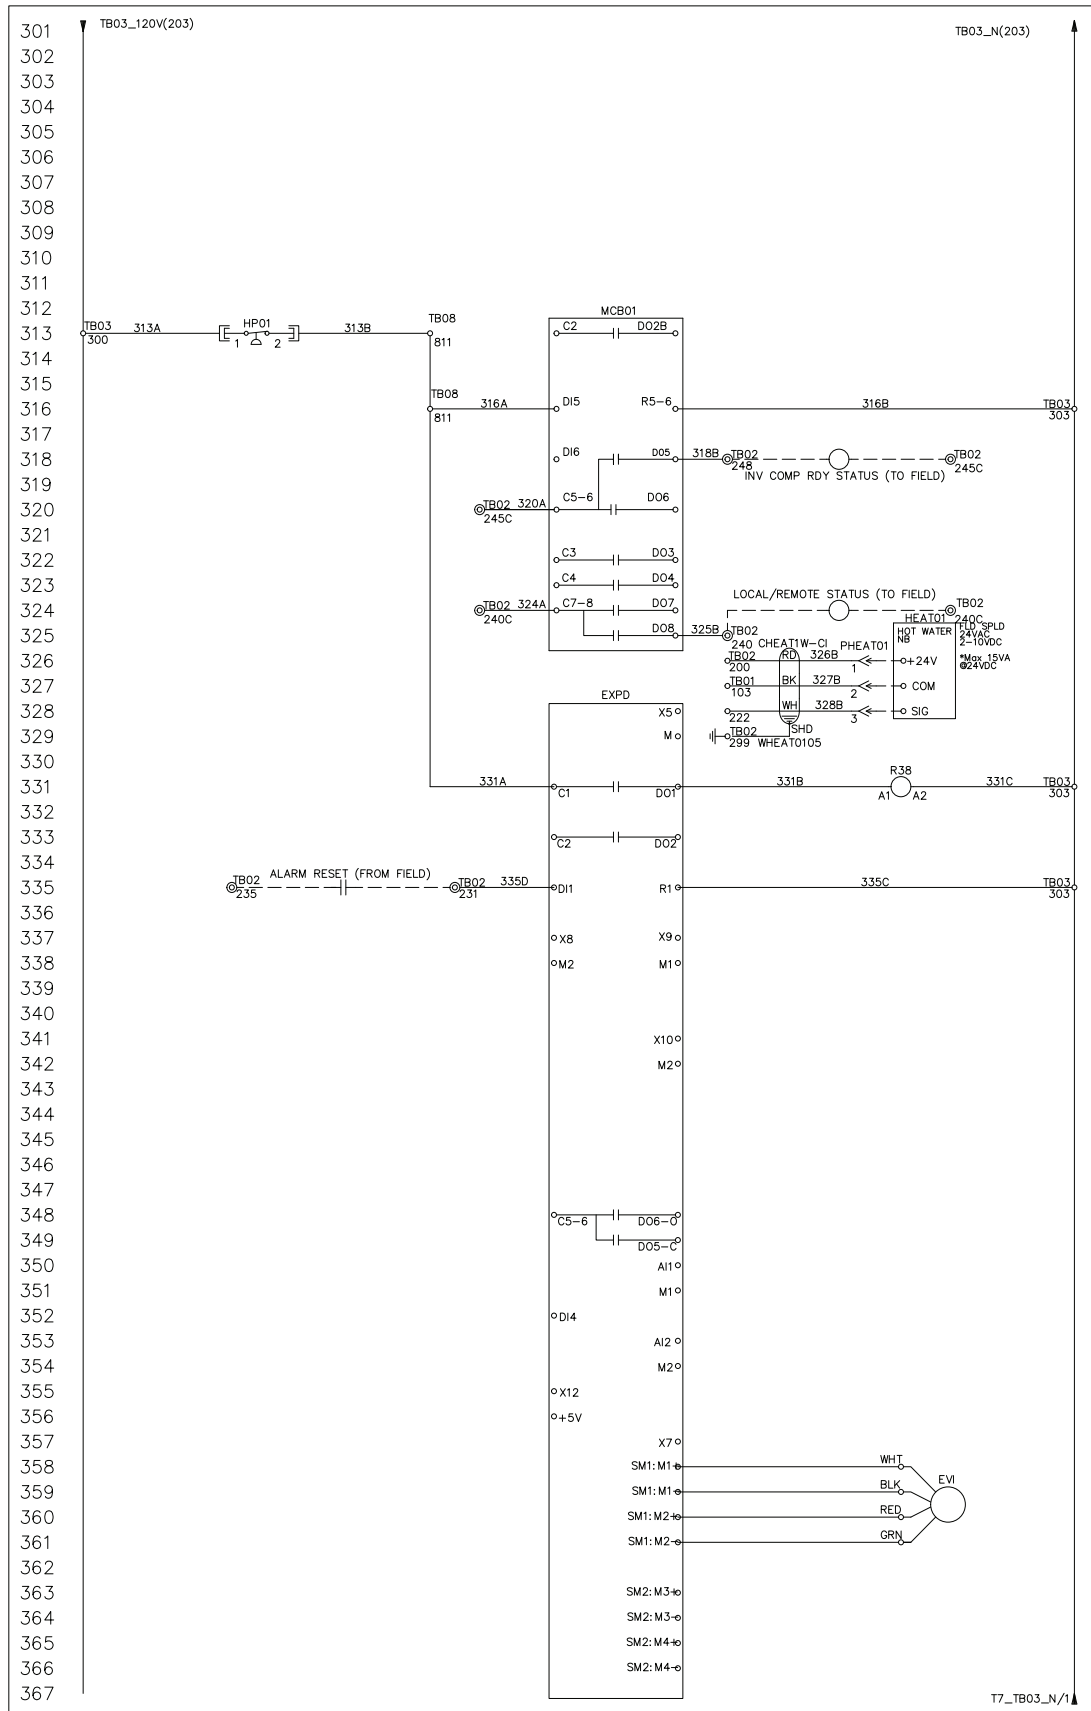 301 TB03_120V(203) TB03_N(203)
302
303
304
305
306
307
308
309
310
311
312 MCB01
313 TB03 300 313A 1 HP01 2 313B TB08 811 C2 DO2B
314
315
316 TB08 811 316A DI5 R5-6 316B TB03 303
317
318 DI6 DO5 318B TB02 248 TB02 245C
319 INV COMP RDY STATUS (TO FIELD)
320 TB02 245C 320A C5-6 DO6
321
322 C3 DO3
323 C4 DO4 LOCAL/REMOTE STATUS (TO FIELD)
324 TB02 240C 324A C7-8 DO7 TB02 240C
325 DO8 325B TB02 240 CHEAT1W-CI PHEAT01 HEAT01 HOT WATER NB FLD SPLD 24VAC 2-10VDC
326 TB02 200 RD 326B 1 +24V *Max 15VA @24VDC
327 TB01 103 BK 327B 2 COM
EXPD
328 X5 222 WH 328B 3 SIG
329 M TB02 299 SHD WHEAT0105
330
331 331A C1 DO1 331B R38 A1 A2 331C TB03 303
332
333 C2 DO2
334 ALARM RESET (FROM FIELD)
335 TB02 235 TB02 231 335D DI1 R1 335C TB03 303
336
337 X8 X9
338 M2 M1
339
340
341 X10
342 M2
343
344
345
346
347
348 C5-6 DO6-O
349 DO5-C
350 AI1
351 M1
352 DI4
353 AI2
354 M2
355 X12
356 +5V
357 X7
358 SM1:M1+ WHT EVI
359 SM1:M1- BLK
360 SM1:M2+ RED
361 SM1:M2- GRN
362
363 SM2:M3+
364 SM2:M3-
365 SM2:M4+
366 SM2:M4-
367 T7_TB03_N/1